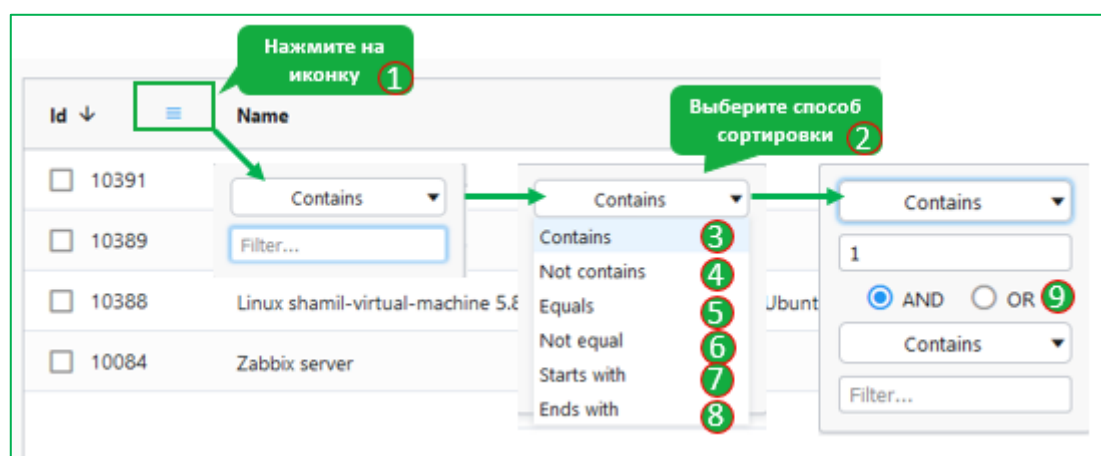 Нажмите на
иконку 1
Id ↓ ≡ Name
Выберите способ
сортировки 2
10391
Contains
Filter...
10389
10388 Linux shamil-virtual-machine 5.8
Ubunt
10084 Zabbix server
Contains
Contains 3
Not contains 4
Equals 5
Not equal 6
Starts with 7
Ends with 8
Contains
1
AND OR 9
Contains
Filter...